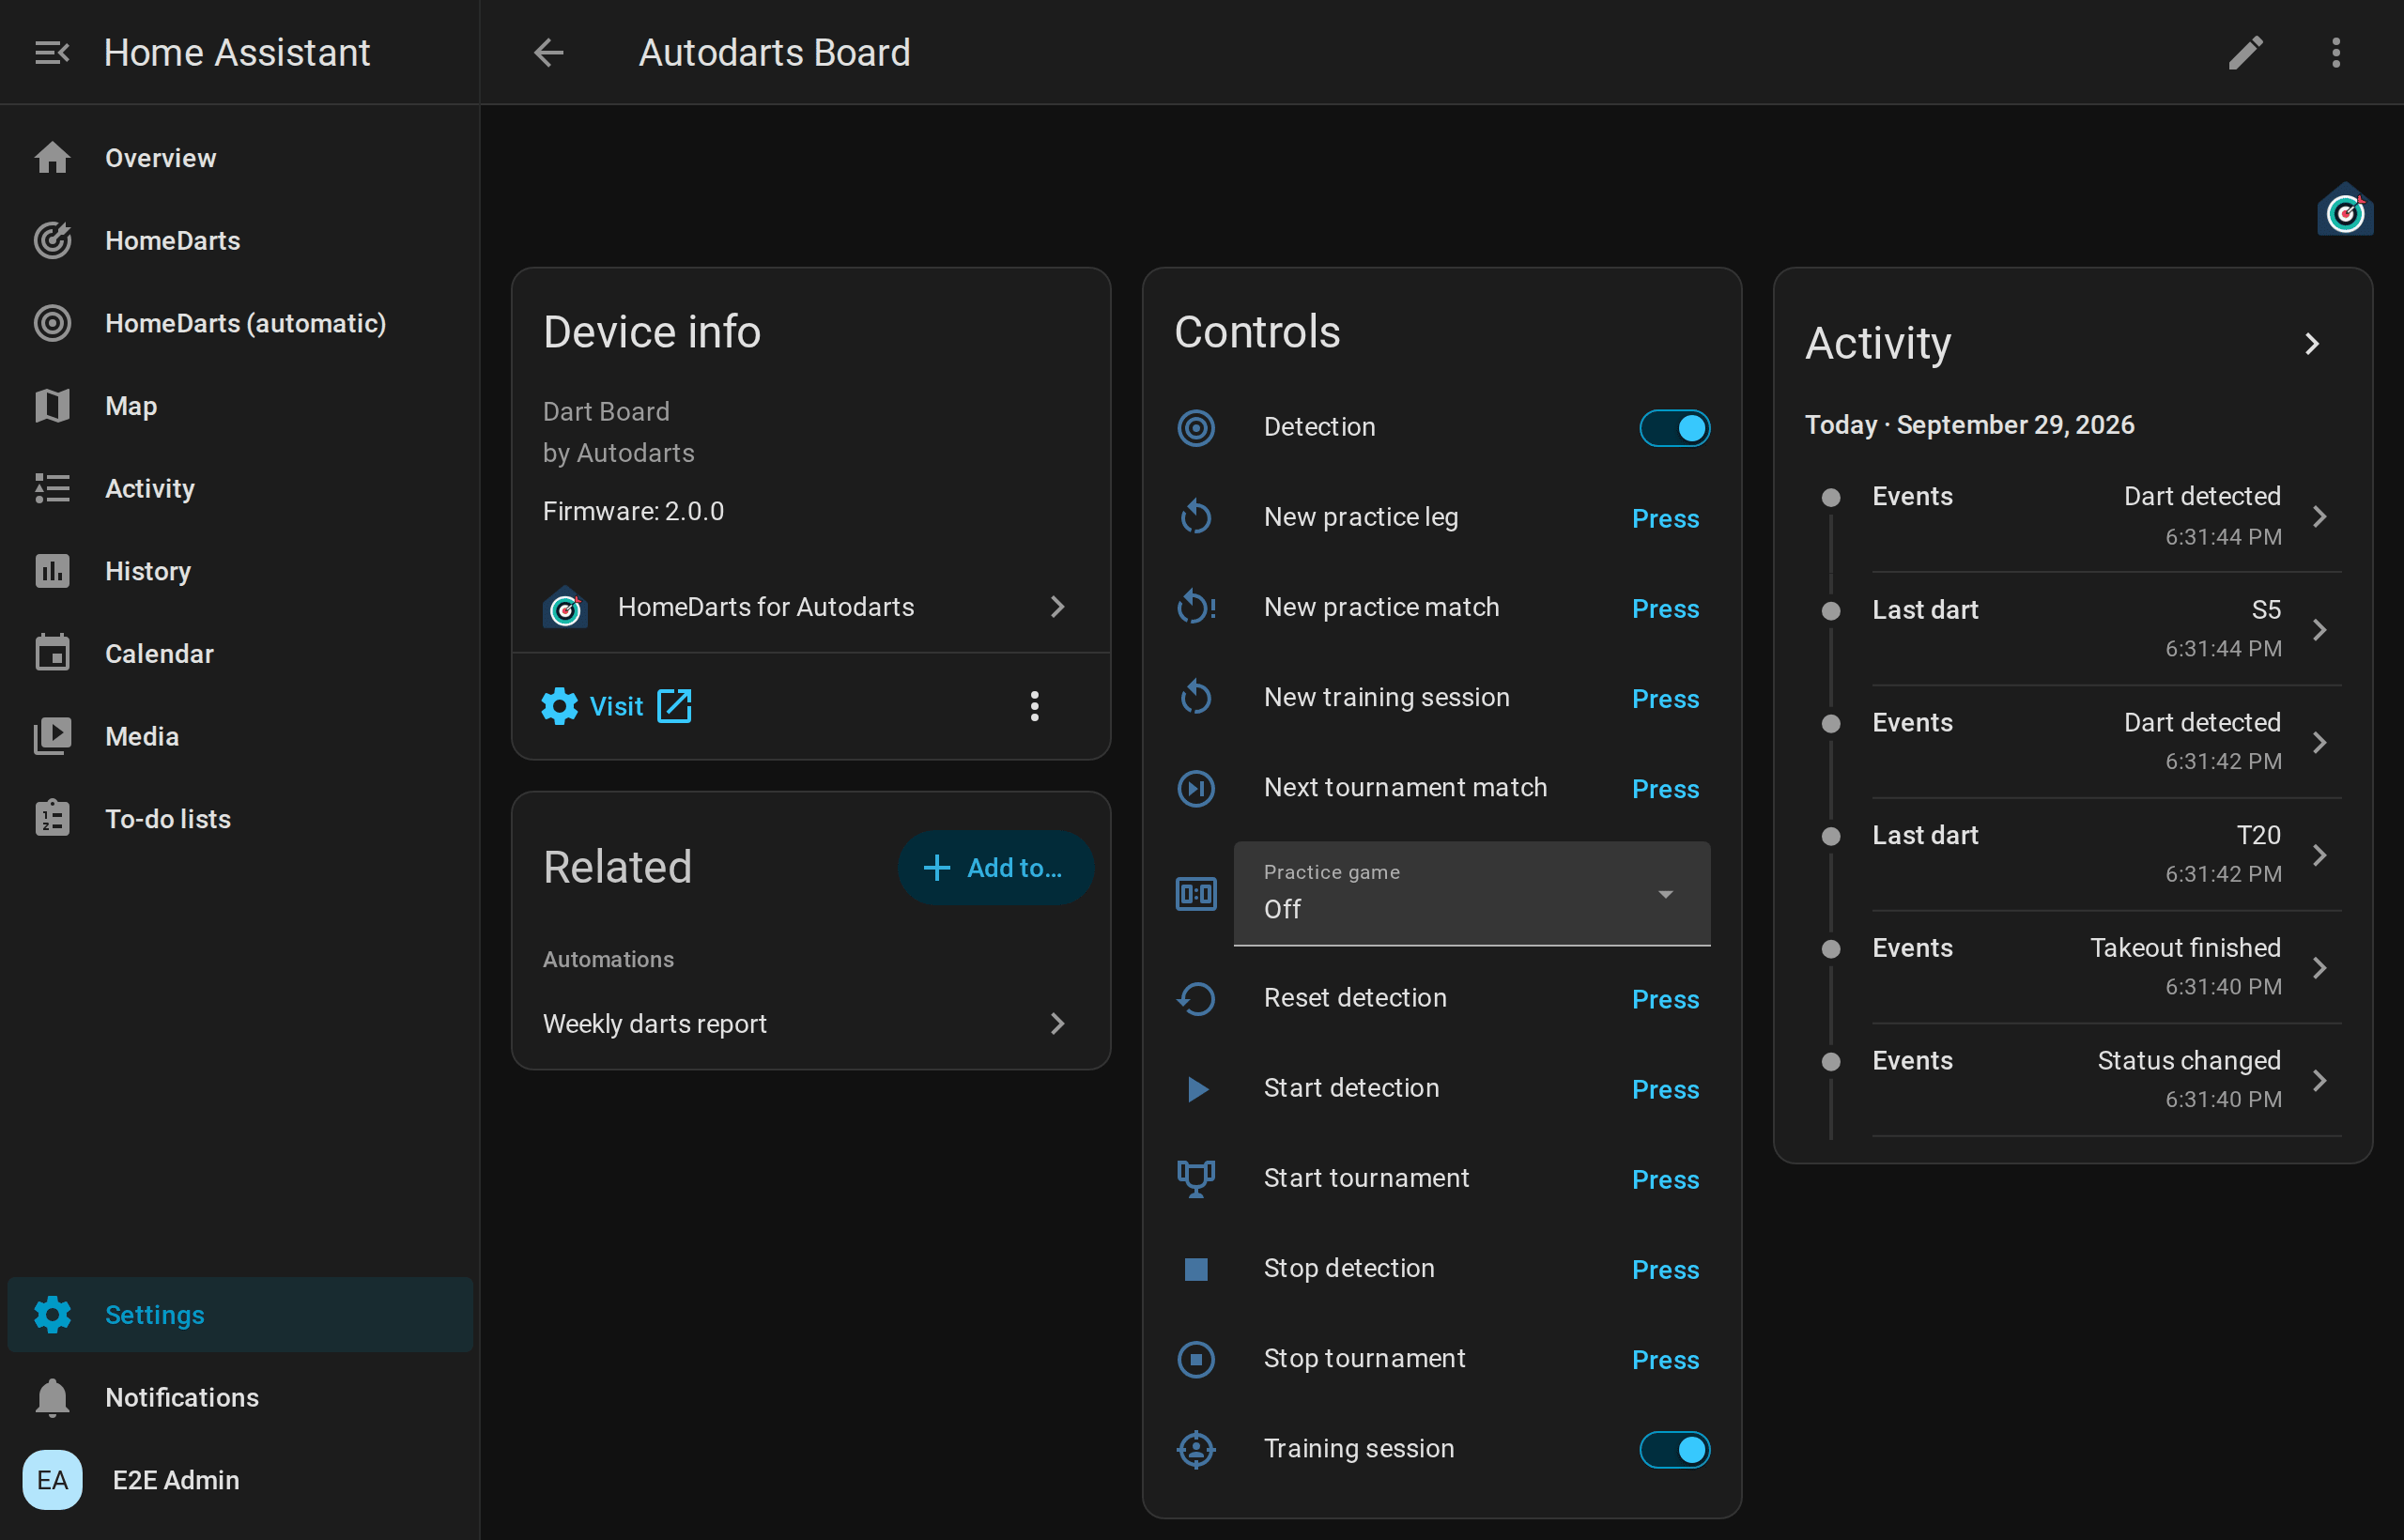 Home Assistant
Autodarts Board
Overview
HomeDarts
HomeDarts (automatic)
Map
Activity
History
Calendar
Media
To-do lists
Settings
Notifications
EA
E2E Admin
Device info
Dart Board
by Autodarts
Firmware: 2.0.0
HomeDarts for Autodarts
Visit
Related
Add to...
Automations
Weekly darts report
Controls
Detection
New practice leg
Press
New practice match
Press
New training session
Press
Next tournament match
Press
Practice game
Off
Reset detection
Press
Start detection
Press
Start tournament
Press
Stop detection
Press
Stop tournament
Press
Training session
Activity
Today · September 29, 2026
Events
Dart detected
6:31:44 PM
Last dart
S5
6:31:44 PM
Events
Dart detected
6:31:42 PM
Last dart
T20
6:31:42 PM
Events
Takeout finished
6:31:40 PM
Events
Status changed
6:31:40 PM